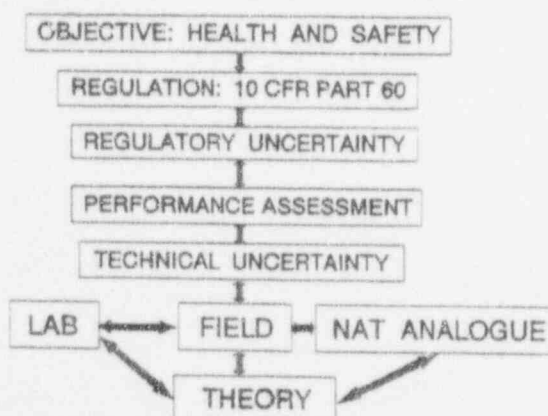 OBJECTIVE: HEALTH AND SAFETY
REGULATION: 10 CFR PART 60
REGULATORY UNCERTAINTY
PERFORMANCE ASSESSMENT
TECHNICAL UNCERTAINTY
LAB FIELD NAT ANALOGUE
THEORY